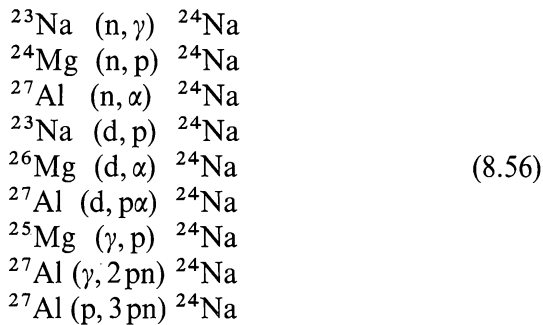 ²³Na (n, γ) ²⁴Na
²⁴Mg (n, p) ²⁴Na
²⁷Al (n, α) ²⁴Na
²³Na (d, p) ²⁴Na
²⁶Mg (d, α) ²⁴Na (8.56)
²⁷Al (d, pα) ²⁴Na
²⁵Mg (γ, p) ²⁴Na
²⁷Al (γ, 2pn) ²⁴Na
²⁷Al (p, 3pn) ²⁴Na